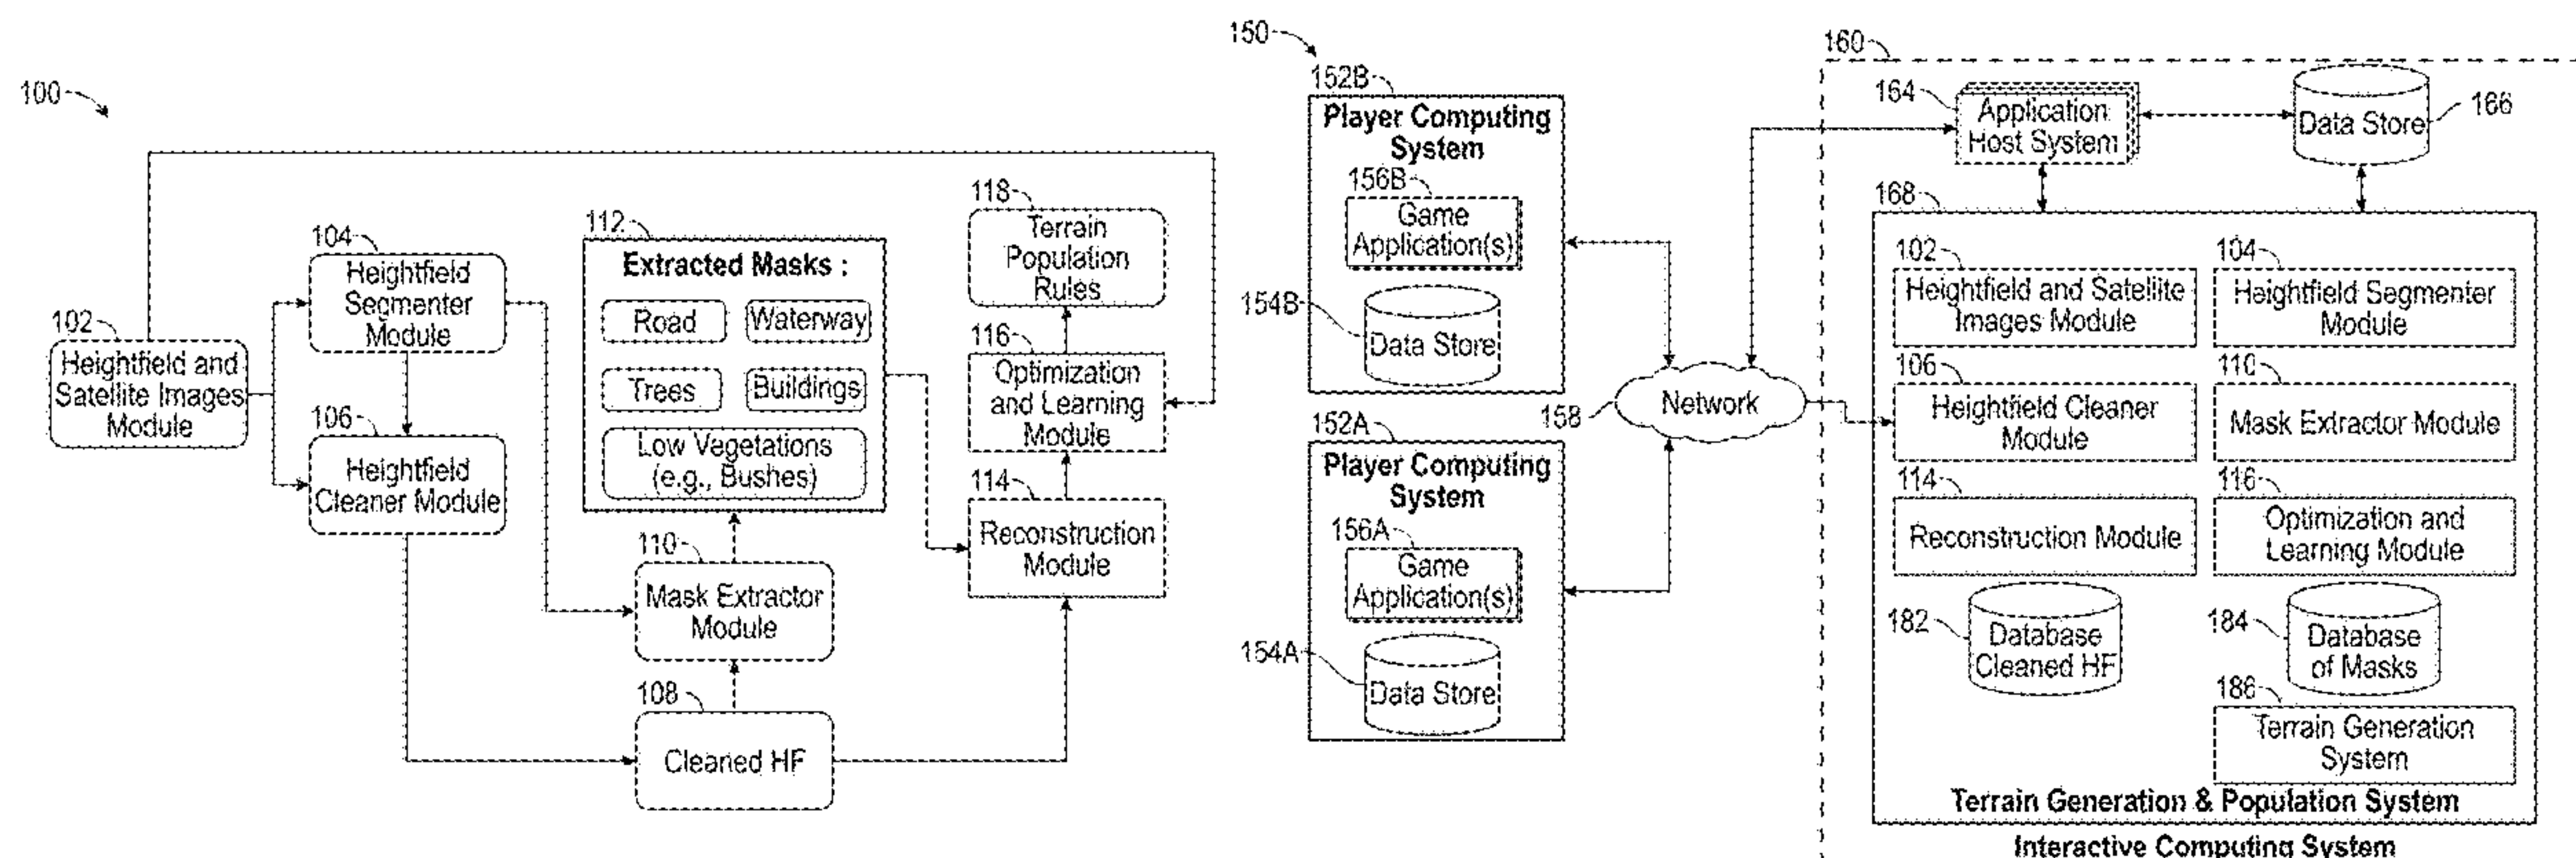 100
102
Heightfield and
Satellite Images
Module
104
Heightfield
Segmenter
Module
106
Heightfield
Cleaner Module
112
Extracted Masks :
Road
Waterway
Trees
Buildings
Low Vegetations
(e.g., Bushes)
110
Mask Extractor
Module
108
Cleaned HF
118
Terrain
Population
Rules
116
Optimization
and Learning
Module
114
Reconstruction
Module
150
152B
Player Computing
System
156B
Game
Application(s)
154B
Data Store
152A
Player Computing
System
156A
Game
Application(s)
154A
Data Store
158
Network
160
164
Application
Host System
Data Store
166
168
102
Heightfield and Satellite
Images Module
104
Heightfield Segmenter
Module
106
Heightfield Cleaner
Module
110
Mask Extractor Module
114
Reconstruction Module
116
Optimization and
Learning Module
182
Database
Cleaned HF
184
Database
of Masks
186
Terrain Generation
System
Terrain Generation & Population System
Interactive Computing System